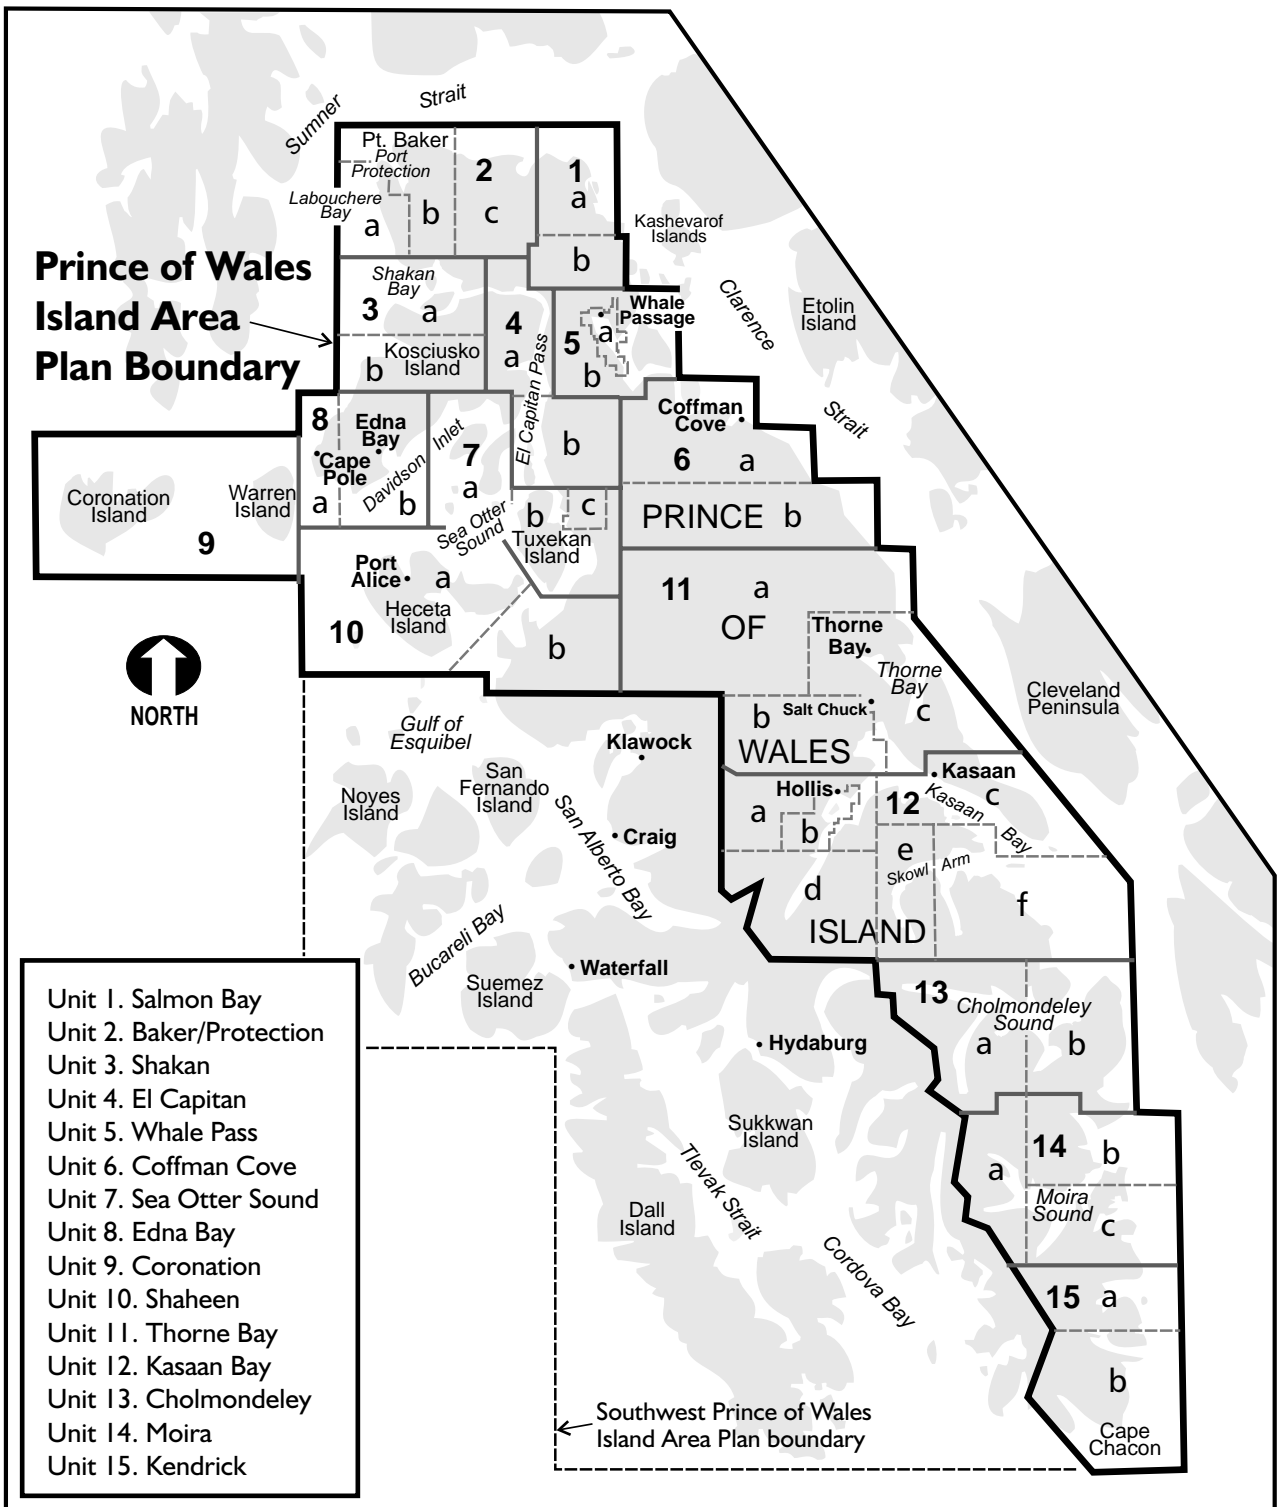 Sumner
Strait
Pt. Baker
Port
Protection
2
1
a
Labouchere
Bay
a
b
c
Kashevarof
Islands
b
Prince of Wales
Island Area
Plan Boundary
Shakan
Bay
3
a
4
a
b
Kosciusko
Island
Whale
Passage
5
a
b
Clarence
Strait
Etolin
Island
El Capitan Pass
b
Coffman
Cove
6
a
PRINCE
b
8
Edna
Bay
Cape
Pole
a
Davidson
Inlet
b
7
a
Sea Otter
Sound
b
c
Tuxekan
Island
Coronation
Island
Warren
Island
9
Port
Alice
a
Heceta
Island
10
b
11
a
OF
Thorne
Bay
Thorne
Bay
c
Salt Chuck
b
WALES
Cleveland
Peninsula
NORTH
Gulf of
Esquibel
Klawock
San
Fernando
Island
Noyes
Island
San Alberto Bay
Craig
Hollis
a
b
12
Kasaan
c
Kasaan
Bay
e
Skowl
Arm
d
f
ISLAND
Bucareli Bay
Suemez
Island
Waterfall
13
Cholmondeley
Sound
a
b
Hydaburg
Sukkwan
Island
Tlevak Strait
Dall
Island
Cordova Bay
a
14
b
Moira
Sound
c
15
a
b
Cape
Chacon
Southwest Prince of Wales
Island Area Plan boundary
Unit 1. Salmon Bay
Unit 2. Baker/Protection
Unit 3. Shakan
Unit 4. El Capitan
Unit 5. Whale Pass
Unit 6. Coffman Cove
Unit 7. Sea Otter Sound
Unit 8. Edna Bay
Unit 9. Coronation
Unit 10. Shaheen
Unit 11. Thorne Bay
Unit 12. Kasaan Bay
Unit 13. Cholmondeley
Unit 14. Moira
Unit 15. Kendrick